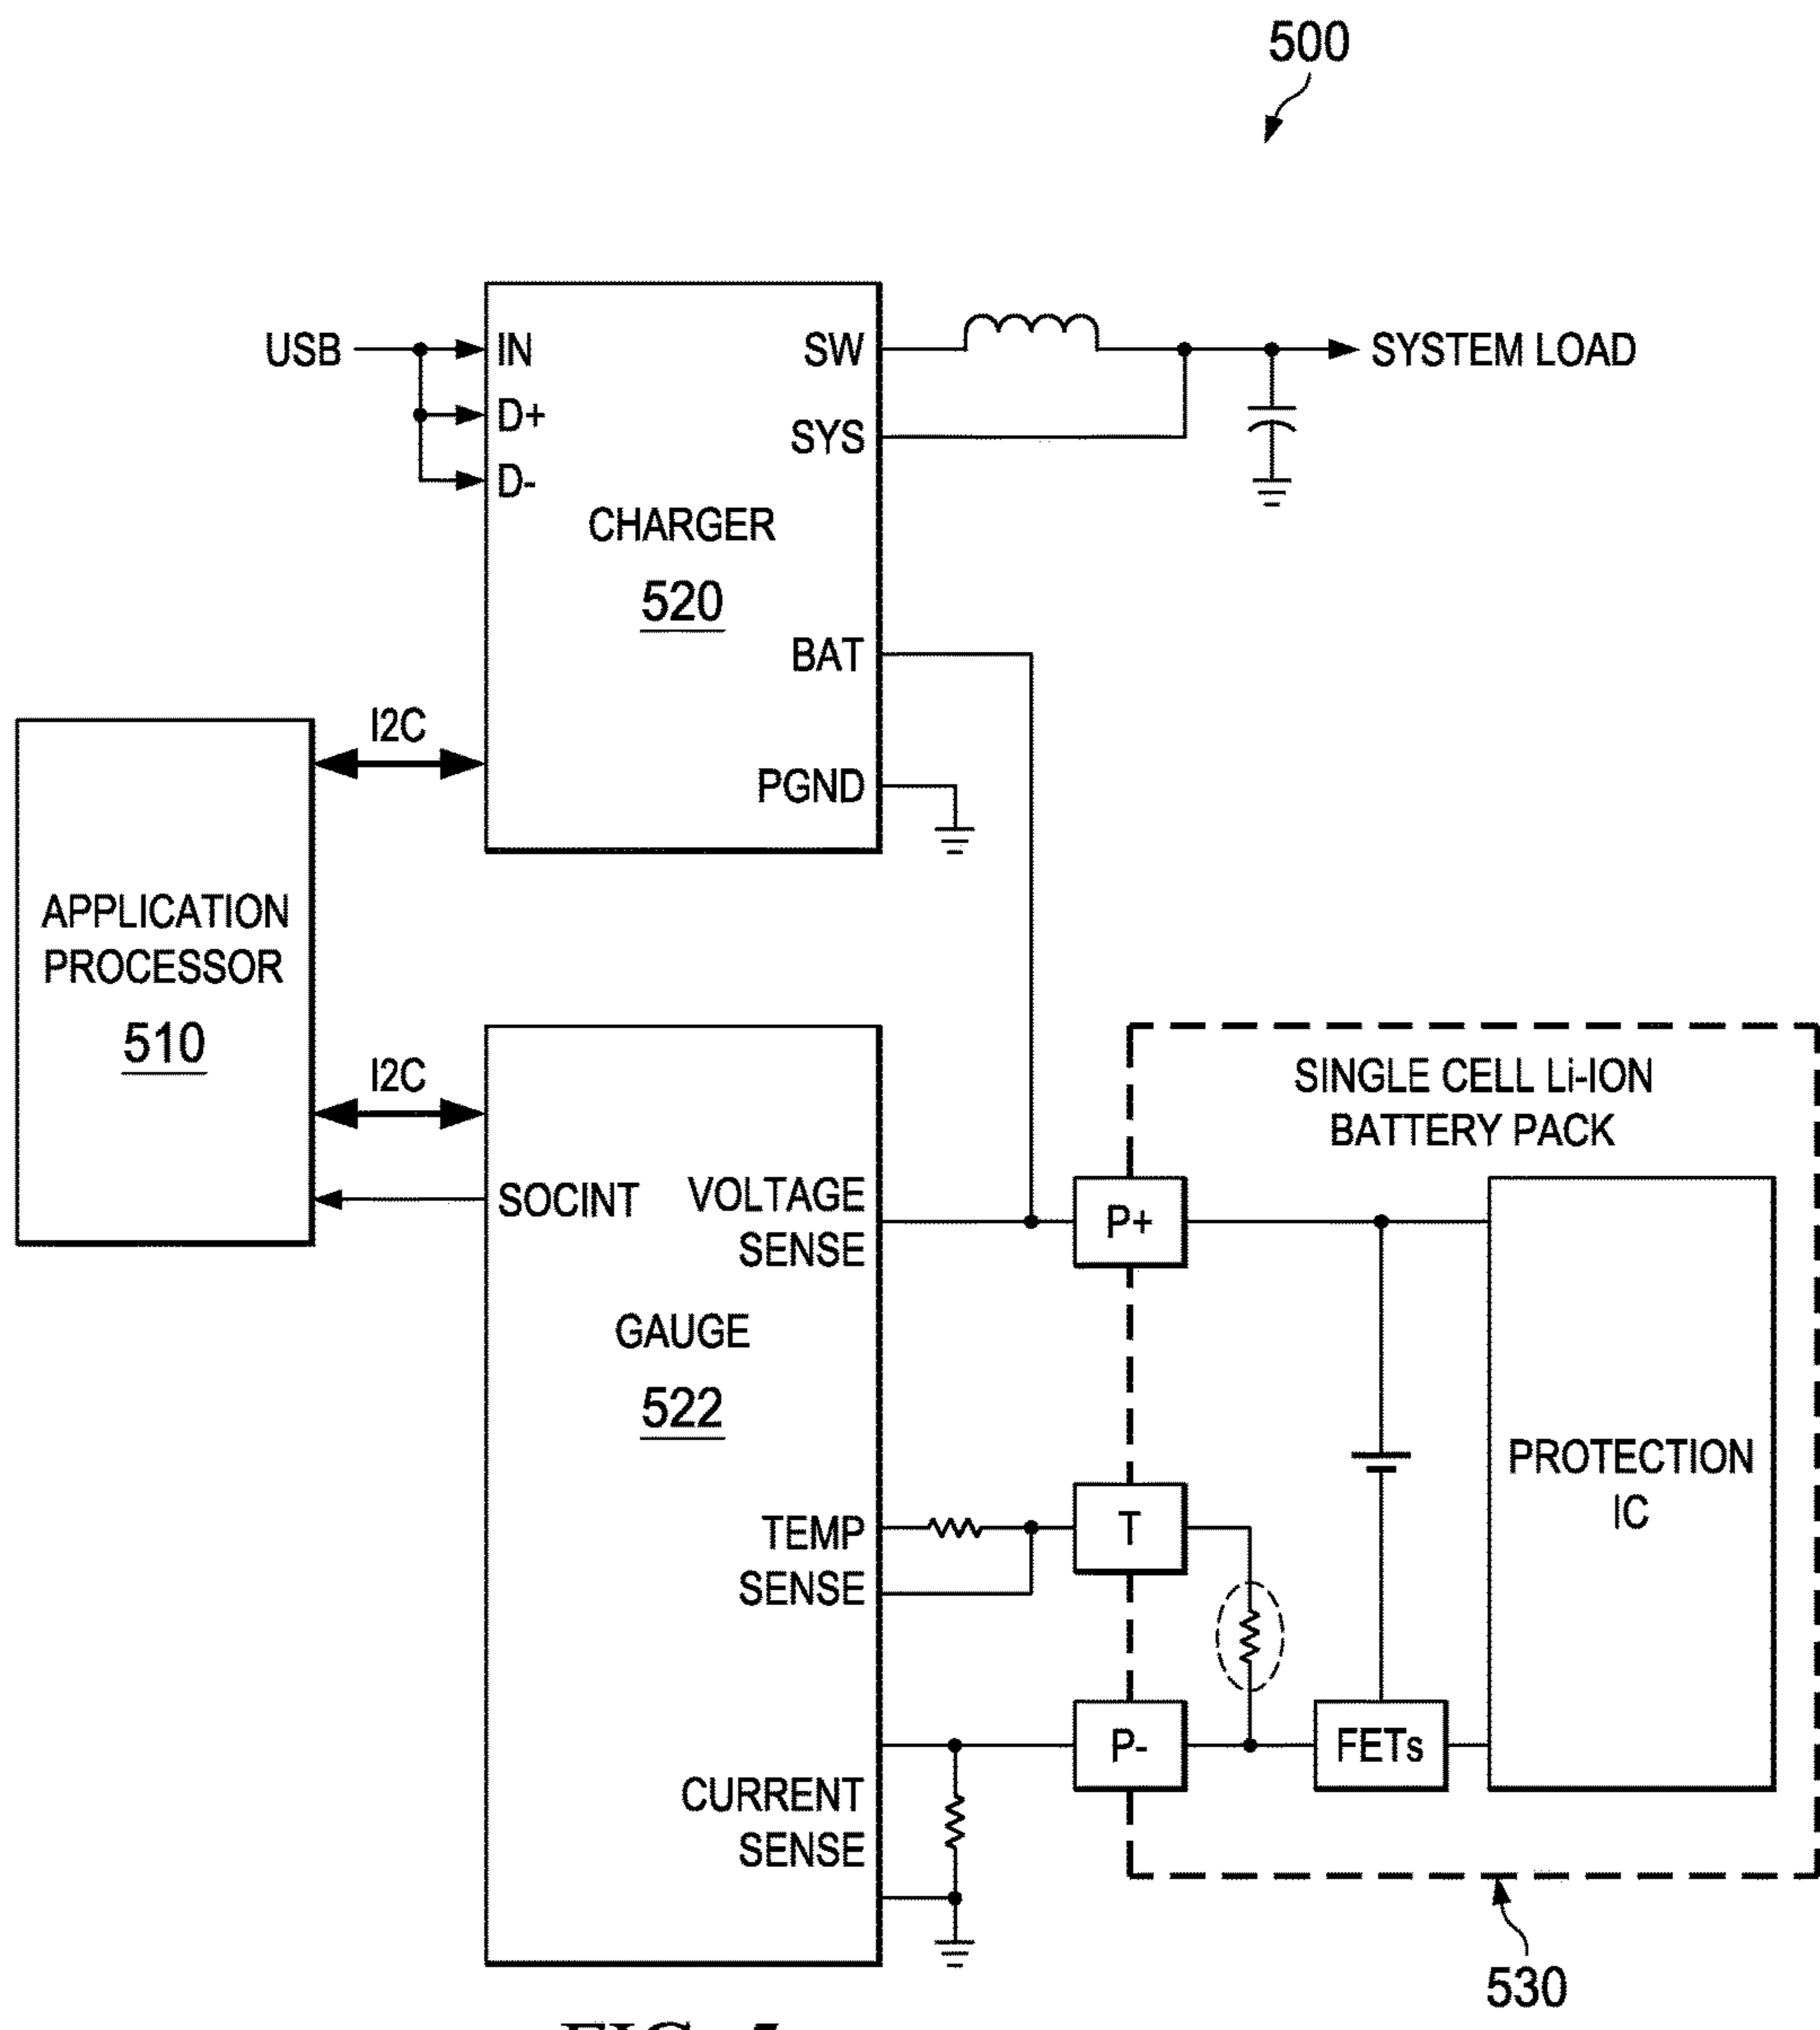 500
USB
IN
D+
D-
SW
SYS
SYSTEM LOAD
CHARGER
520
BAT
PGND
I2C
APPLICATION
PROCESSOR
510
I2C
SOCINT
VOLTAGE
SENSE
GAUGE
522
TEMP
SENSE
CURRENT
SENSE
SINGLE CELL Li-ION
BATTERY PACK
P+
T
P-
FETs
PROTECTION
IC
530